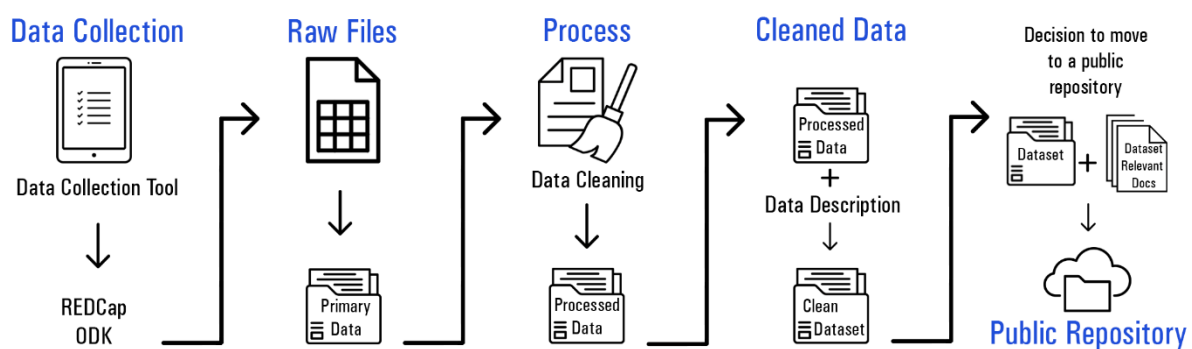 Data Collection
Data Collection Tool
REDCap
ODK
Raw Files
Primary
Data
Process
Data Cleaning
Processed
Data
Cleaned Data
Processed
Data
+
Data Description
Clean
Dataset
Decision to move
to a public
repository
Dataset
+
Dataset
Relevant
Docs
Public Repository